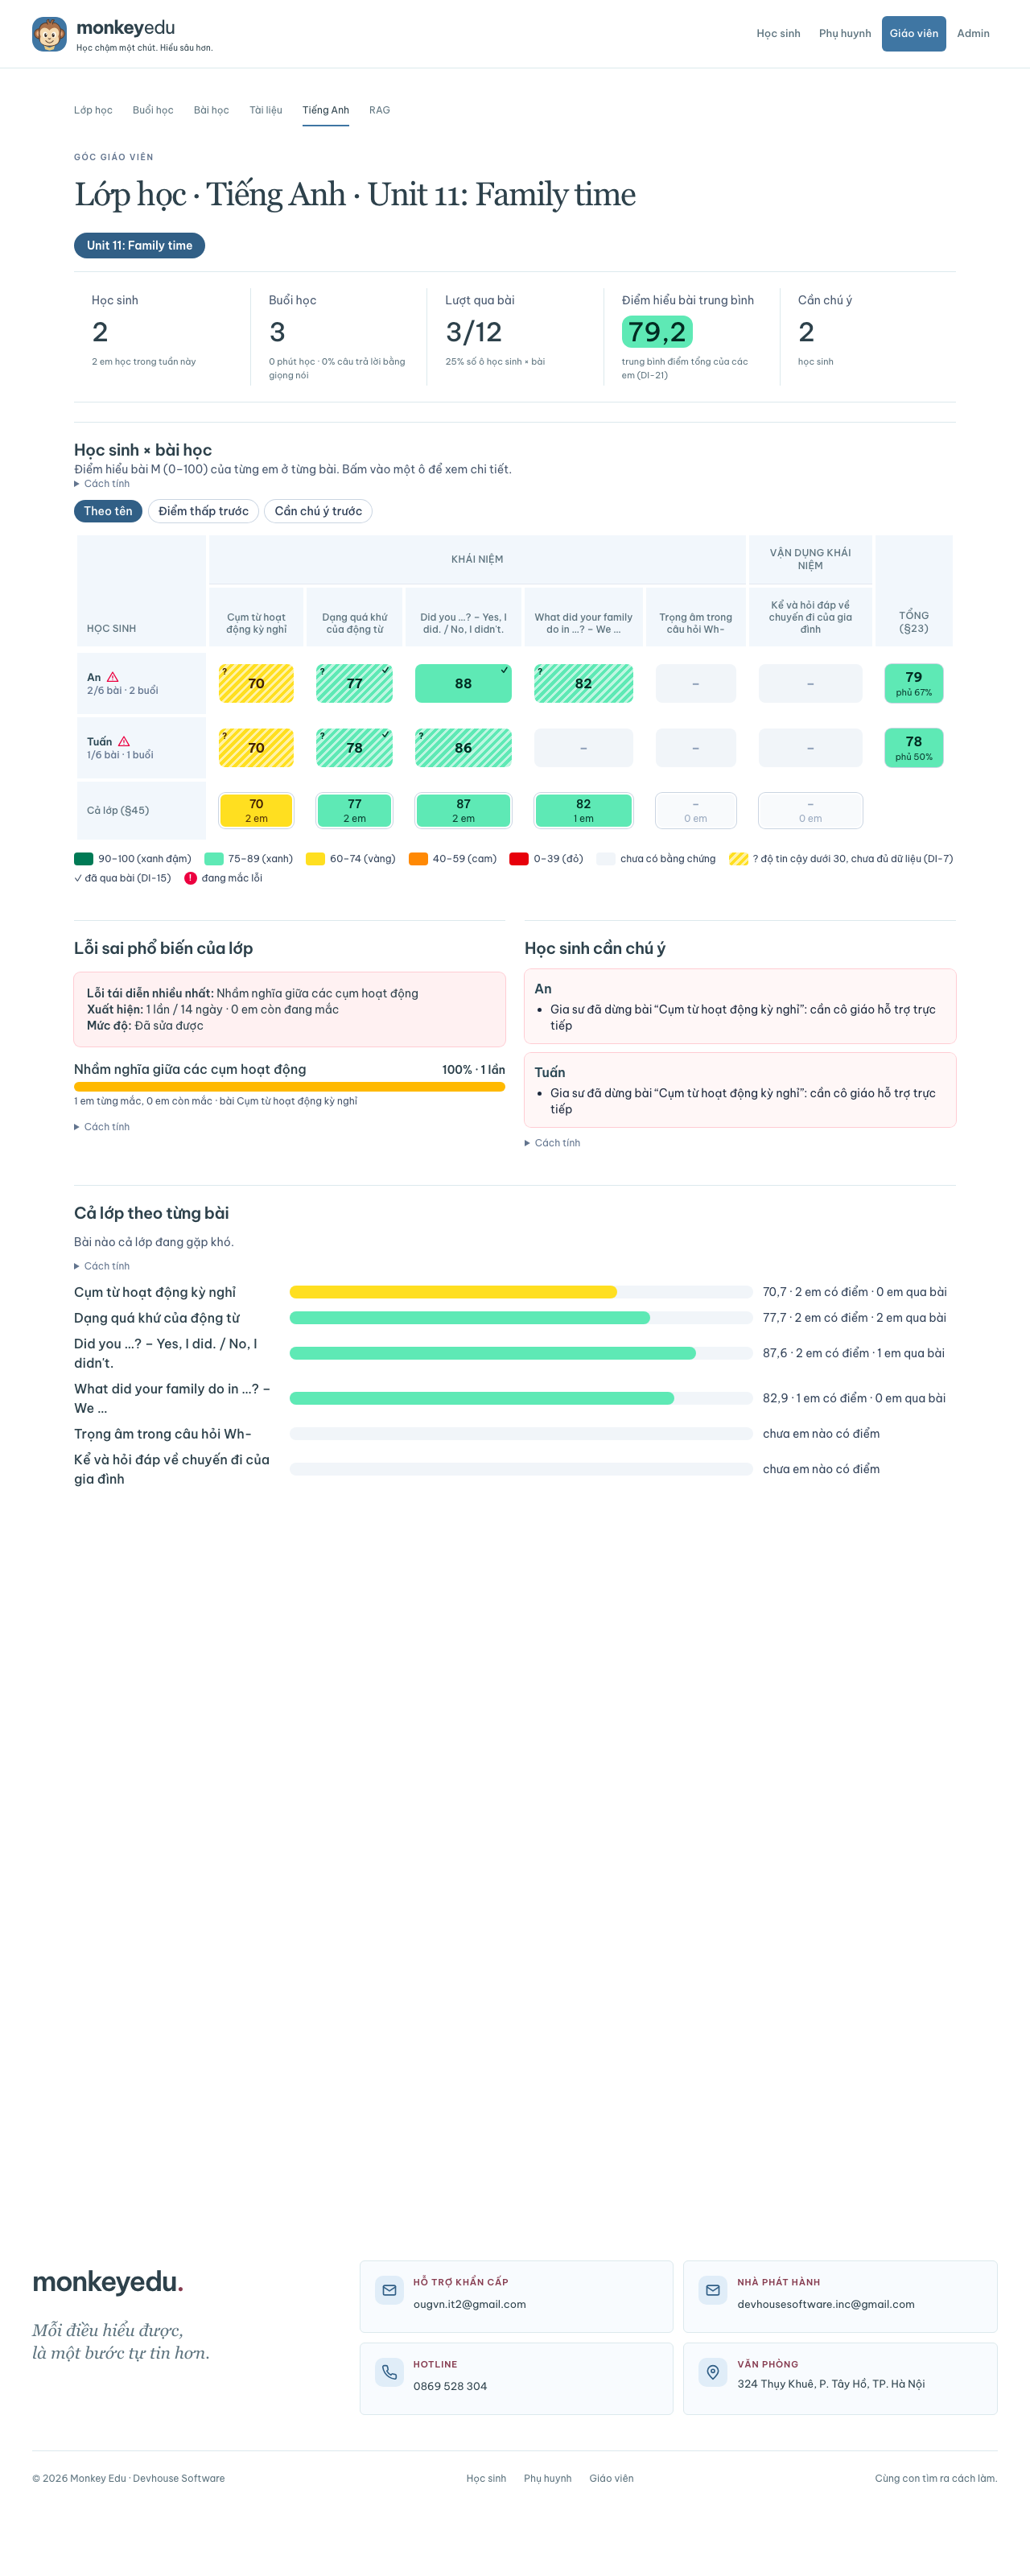 monkeyedu
Học chậm một chút. Hiểu sâu hơn.
Học sinh
Phụ huynh
Giáo viên
Admin
Lớp học
Buổi học
Bài học
Tài liệu
Tiếng Anh
RAG
GÓC GIÁO VIÊN
Lớp học · Tiếng Anh · Unit 11: Family time
Unit 11: Family time
Học sinh
2
2 em học trong tuần này
Buổi học
3
0 phút học · 0% câu trả lời bằng
giọng nói
Lượt qua bài
3/12
25% số ô học sinh × bài
Điểm hiểu bài trung bình
79,2
trung bình điểm tổng của các
em (DI-21)
Cần chú ý
2
học sinh
Học sinh × bài học
Điểm hiểu bài M (0–100) của từng em ở từng bài. Bấm vào một ô để xem chi tiết.
▶ Cách tính
Theo tên
Điểm thấp trước
Cần chú ý trước
HỌC SINH
KHÁI NIỆM
VẬN DỤNG KHÁI
NIỆM
TỔNG
(§23)
Cụm từ hoạt
động kỳ nghỉ
Dạng quá khứ
của động từ
Did you …? – Yes, I
did. / No, I didn't.
What did your family
do in …? – We …
Trọng âm trong
câu hỏi Wh-
Kể và hỏi đáp về
chuyến đi của gia
đình
An
2/6 bài · 2 buổi
? 70
? 77 ✓
88 ✓
? 82
–
–
79
phủ 67%
Tuấn
1/6 bài · 1 buổi
? 70
? 78 ✓
? 86
–
–
–
78
phủ 50%
Cả lớp (§45)
70
2 em
77
2 em
87
2 em
82
1 em
–
0 em
–
0 em
90–100 (xanh đậm)
75–89 (xanh)
60–74 (vàng)
40–59 (cam)
0–39 (đỏ)
chưa có bằng chứng
? độ tin cậy dưới 30, chưa đủ dữ liệu (DI-7)
✓ đã qua bài (DI-15)
! đang mắc lỗi
Lỗi sai phổ biến của lớp
Lỗi tái diễn nhiều nhất: Nhầm nghĩa giữa các cụm hoạt động
Xuất hiện: 1 lần / 14 ngày · 0 em còn đang mắc
Mức độ: Đã sửa được
Nhầm nghĩa giữa các cụm hoạt động
100% · 1 lần
1 em từng mắc, 0 em còn mắc · bài Cụm từ hoạt động kỳ nghỉ
▶ Cách tính
Học sinh cần chú ý
An
• Gia sư đã dừng bài “Cụm từ hoạt động kỳ nghỉ”: cần cô giáo hỗ trợ trực
tiếp
Tuấn
• Gia sư đã dừng bài “Cụm từ hoạt động kỳ nghỉ”: cần cô giáo hỗ trợ trực
tiếp
▶ Cách tính
Cả lớp theo từng bài
Bài nào cả lớp đang gặp khó.
▶ Cách tính
Cụm từ hoạt động kỳ nghỉ
70,7 · 2 em có điểm · 0 em qua bài
Dạng quá khứ của động từ
77,7 · 2 em có điểm · 2 em qua bài
Did you …? – Yes, I did. / No, I
didn't.
87,6 · 2 em có điểm · 1 em qua bài
What did your family do in …? –
We …
82,9 · 1 em có điểm · 0 em qua bài
Trọng âm trong câu hỏi Wh-
chưa em nào có điểm
Kể và hỏi đáp về chuyến đi của
gia đình
chưa em nào có điểm
monkeyedu.
Mỗi điều hiểu được,
là một bước tự tin hơn.
HỖ TRỢ KHẨN CẤP
ougvn.it2@gmail.com
NHÀ PHÁT HÀNH
devhousesoftware.inc@gmail.com
HOTLINE
0869 528 304
VĂN PHÒNG
324 Thụy Khuê, P. Tây Hồ, TP. Hà Nội
© 2026 Monkey Edu · Devhouse Software
Học sinh
Phụ huynh
Giáo viên
Cùng con tìm ra cách làm.